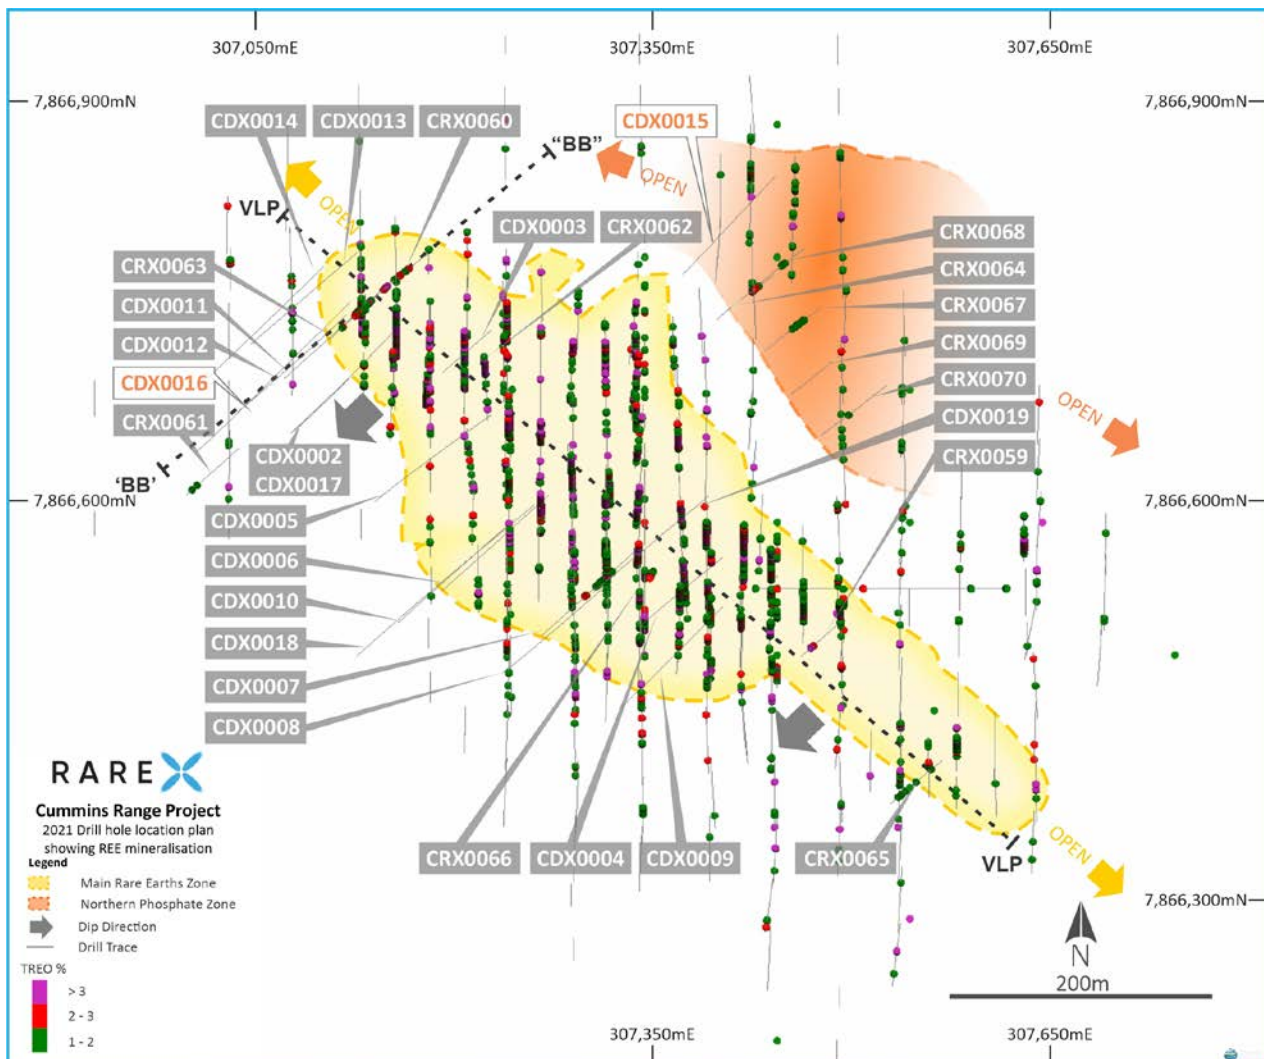 307,050mE 307,350mE 307,650mE
7,866,900mN 7,866,900mN
CDX0014 CDX0013 CRX0060 CDX0015
"BB"
OPEN
VLP
OPEN
CDX0003 CRX0062
CRX0068
CRX0063
CRX0064
CDX0011
CRX0067
CDX0012
CRX0069
CDX0016
CRX0070
OPEN
CRX0061
CDX0019
CDX0002
CRX0059
'BB'
CDX0017
7,866,600mN 7,866,600mN
CDX0005
CDX0006
CDX0010
CDX0018
CDX0007
CDX0008
RAREX
Cummins Range Project
2021 Drill hole location plan
showing REE mineralisation
CRX0066 CDX0004 CDX0009 CRX0065
VLP
OPEN
Legend
Main Rare Earths Zone
Northern Phosphate Zone
7,866,300mN
Dip Direction
Drill Trace
N
TREO %
200m
> 3
2 - 3
1 - 2
307,350mE 307,650mE